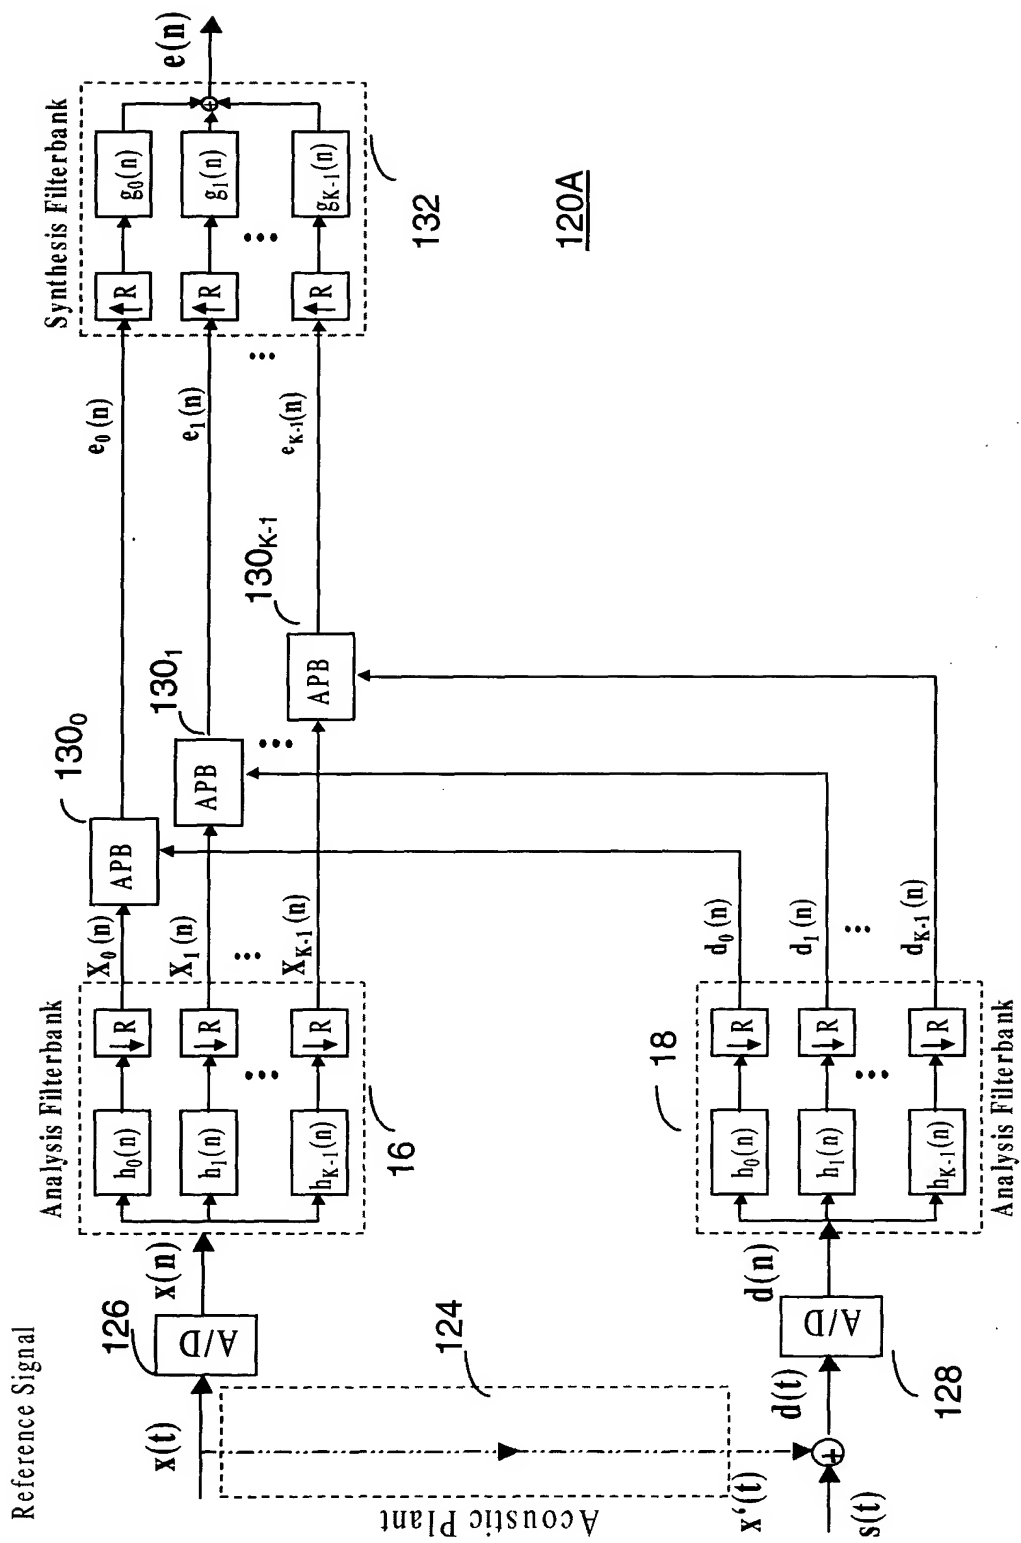 Reference Signal
x(t)
126
A/D
x(n)
Analysis Filterbank
h0(n)
↓R
h1(n)
↓R
•••
hK-1(n)
↓R
16
X0(n)
X1(n)
•••
XK-1(n)
APB
1300
APB
1301
•••
APB
130K-1
e0(n)
e1(n)
•••
eK-1(n)
Synthesis Filterbank
↑R
g0(n)
↑R
g1(n)
•••
↑R
gK-1(n)
+
e(n)
132
120A
Acoustic Plant
124
x'(t)
s(t)
+
d(t)
A/D
128
d(n)
18
h0(n)
↓R
h1(n)
↓R
•••
hK-1(n)
↓R
Analysis Filterbank
d0(n)
d1(n)
•••
dK-1(n)